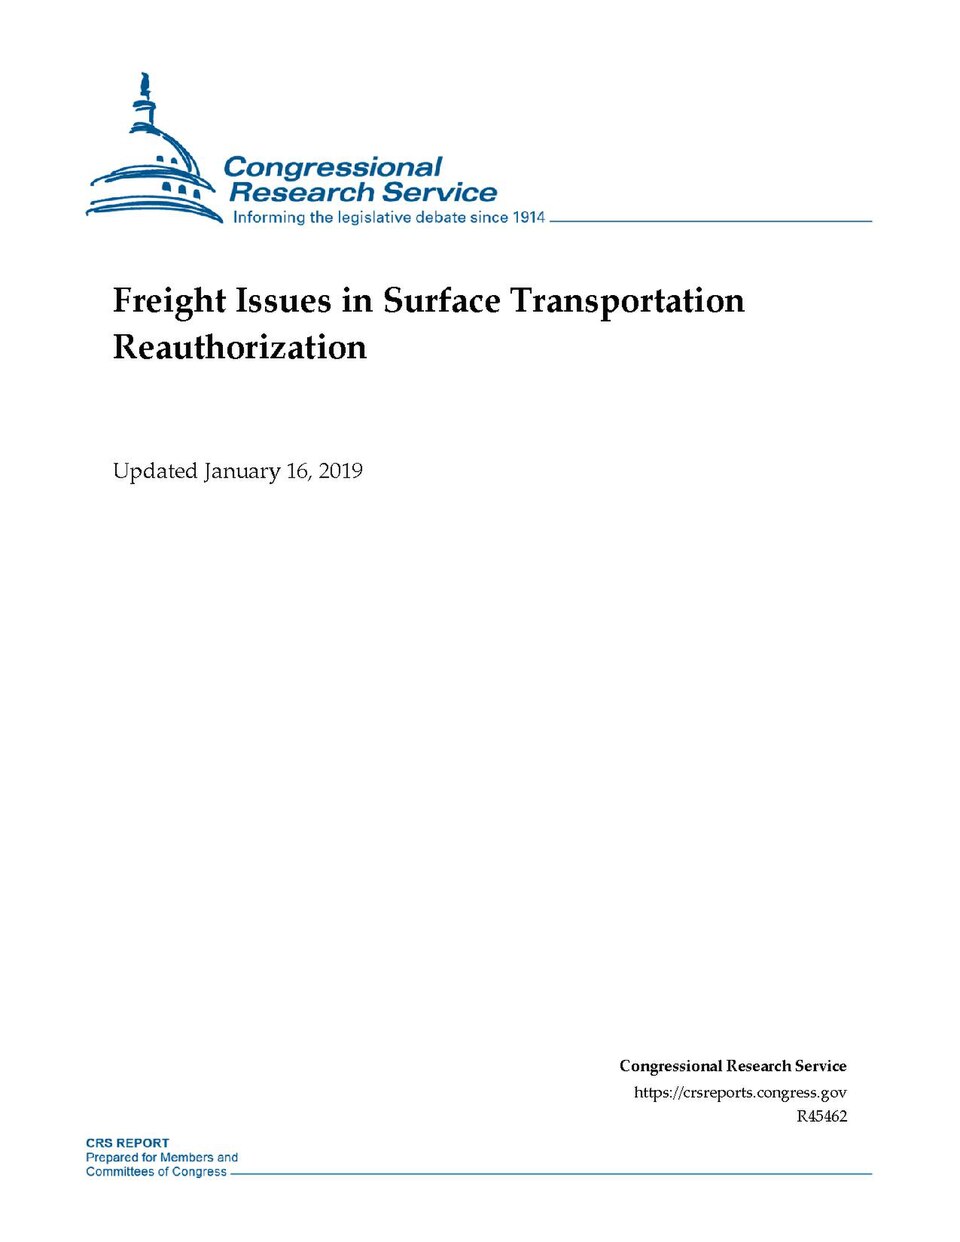 Congressional
Research Service
Informing the legislative debate since 1914
Freight Issues in Surface Transportation
Reauthorization
Updated January 16, 2019
Congressional Research Service
https://crsreports.congress.gov
R45462
CRS REPORT
Prepared for Members and
Committees of Congress